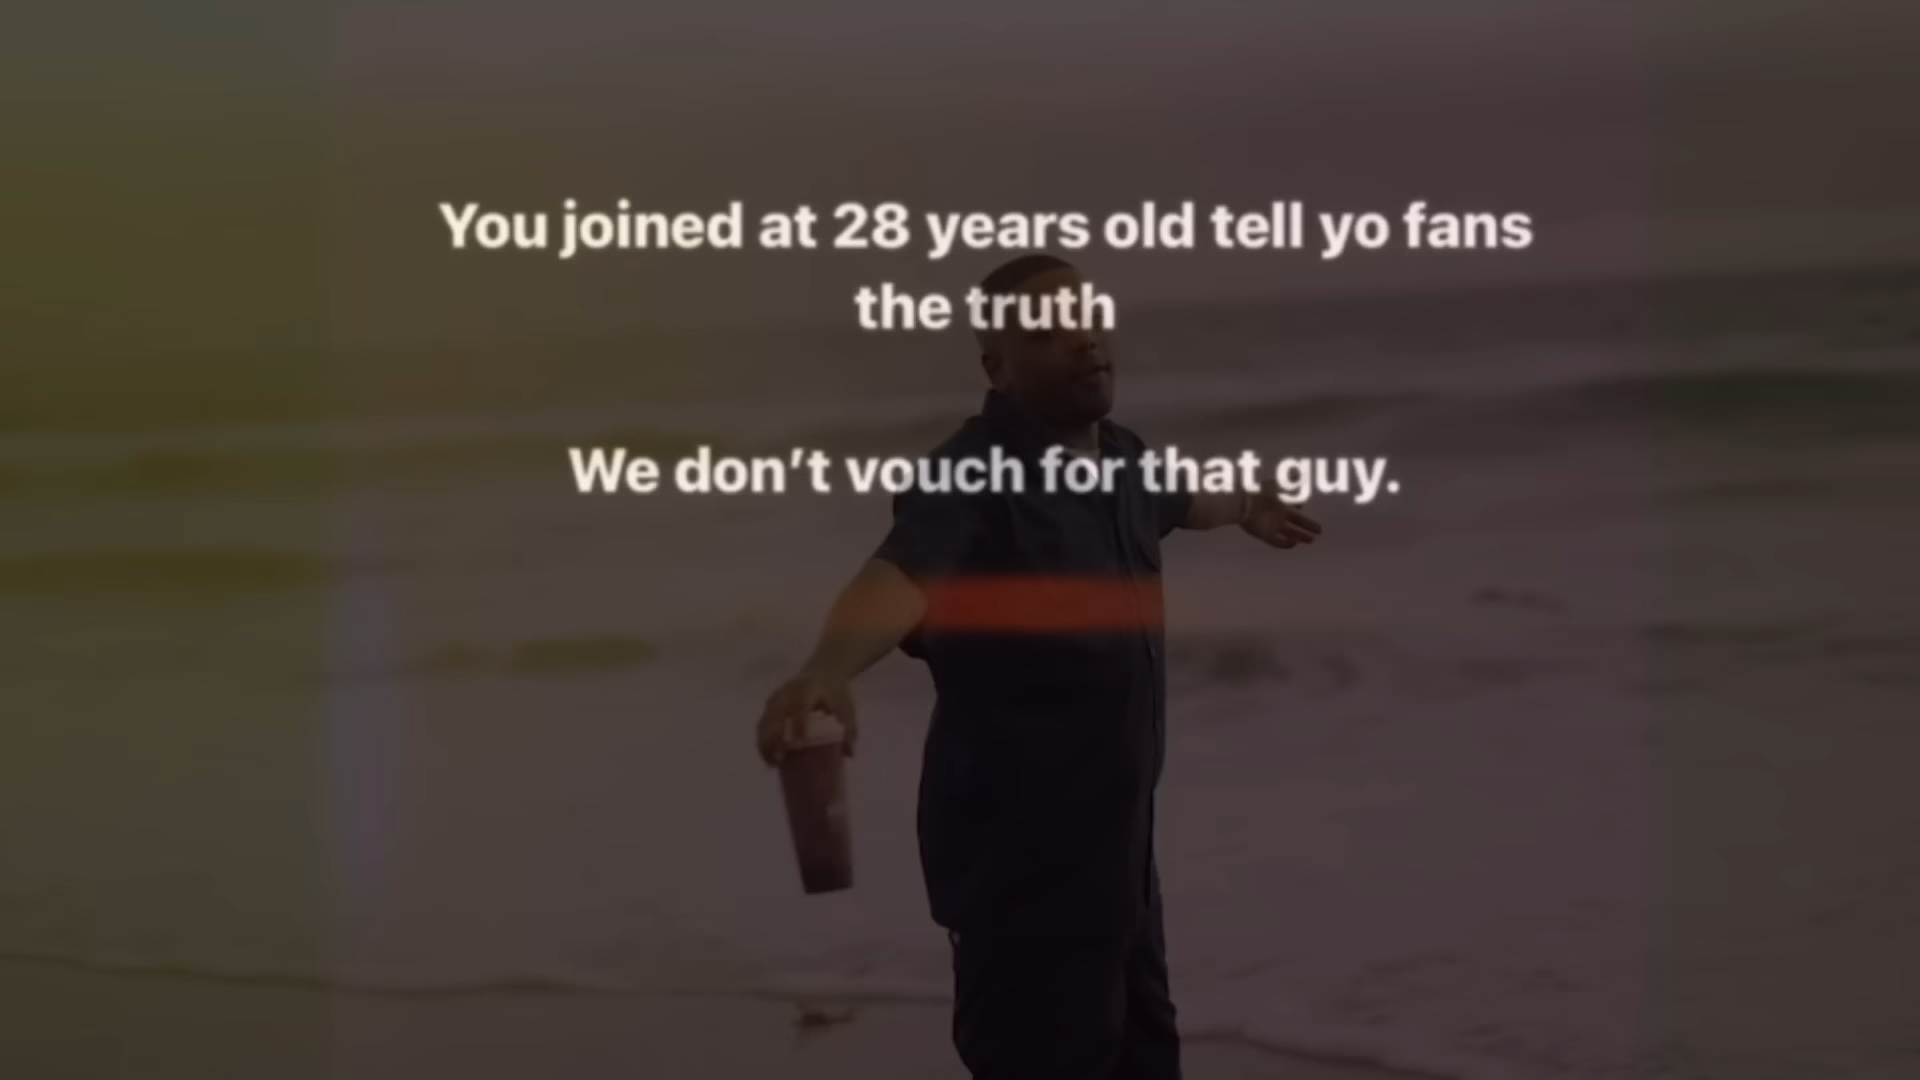 You joined at 28 years old tell yo fans
the truth
We don’t vouch for that guy.